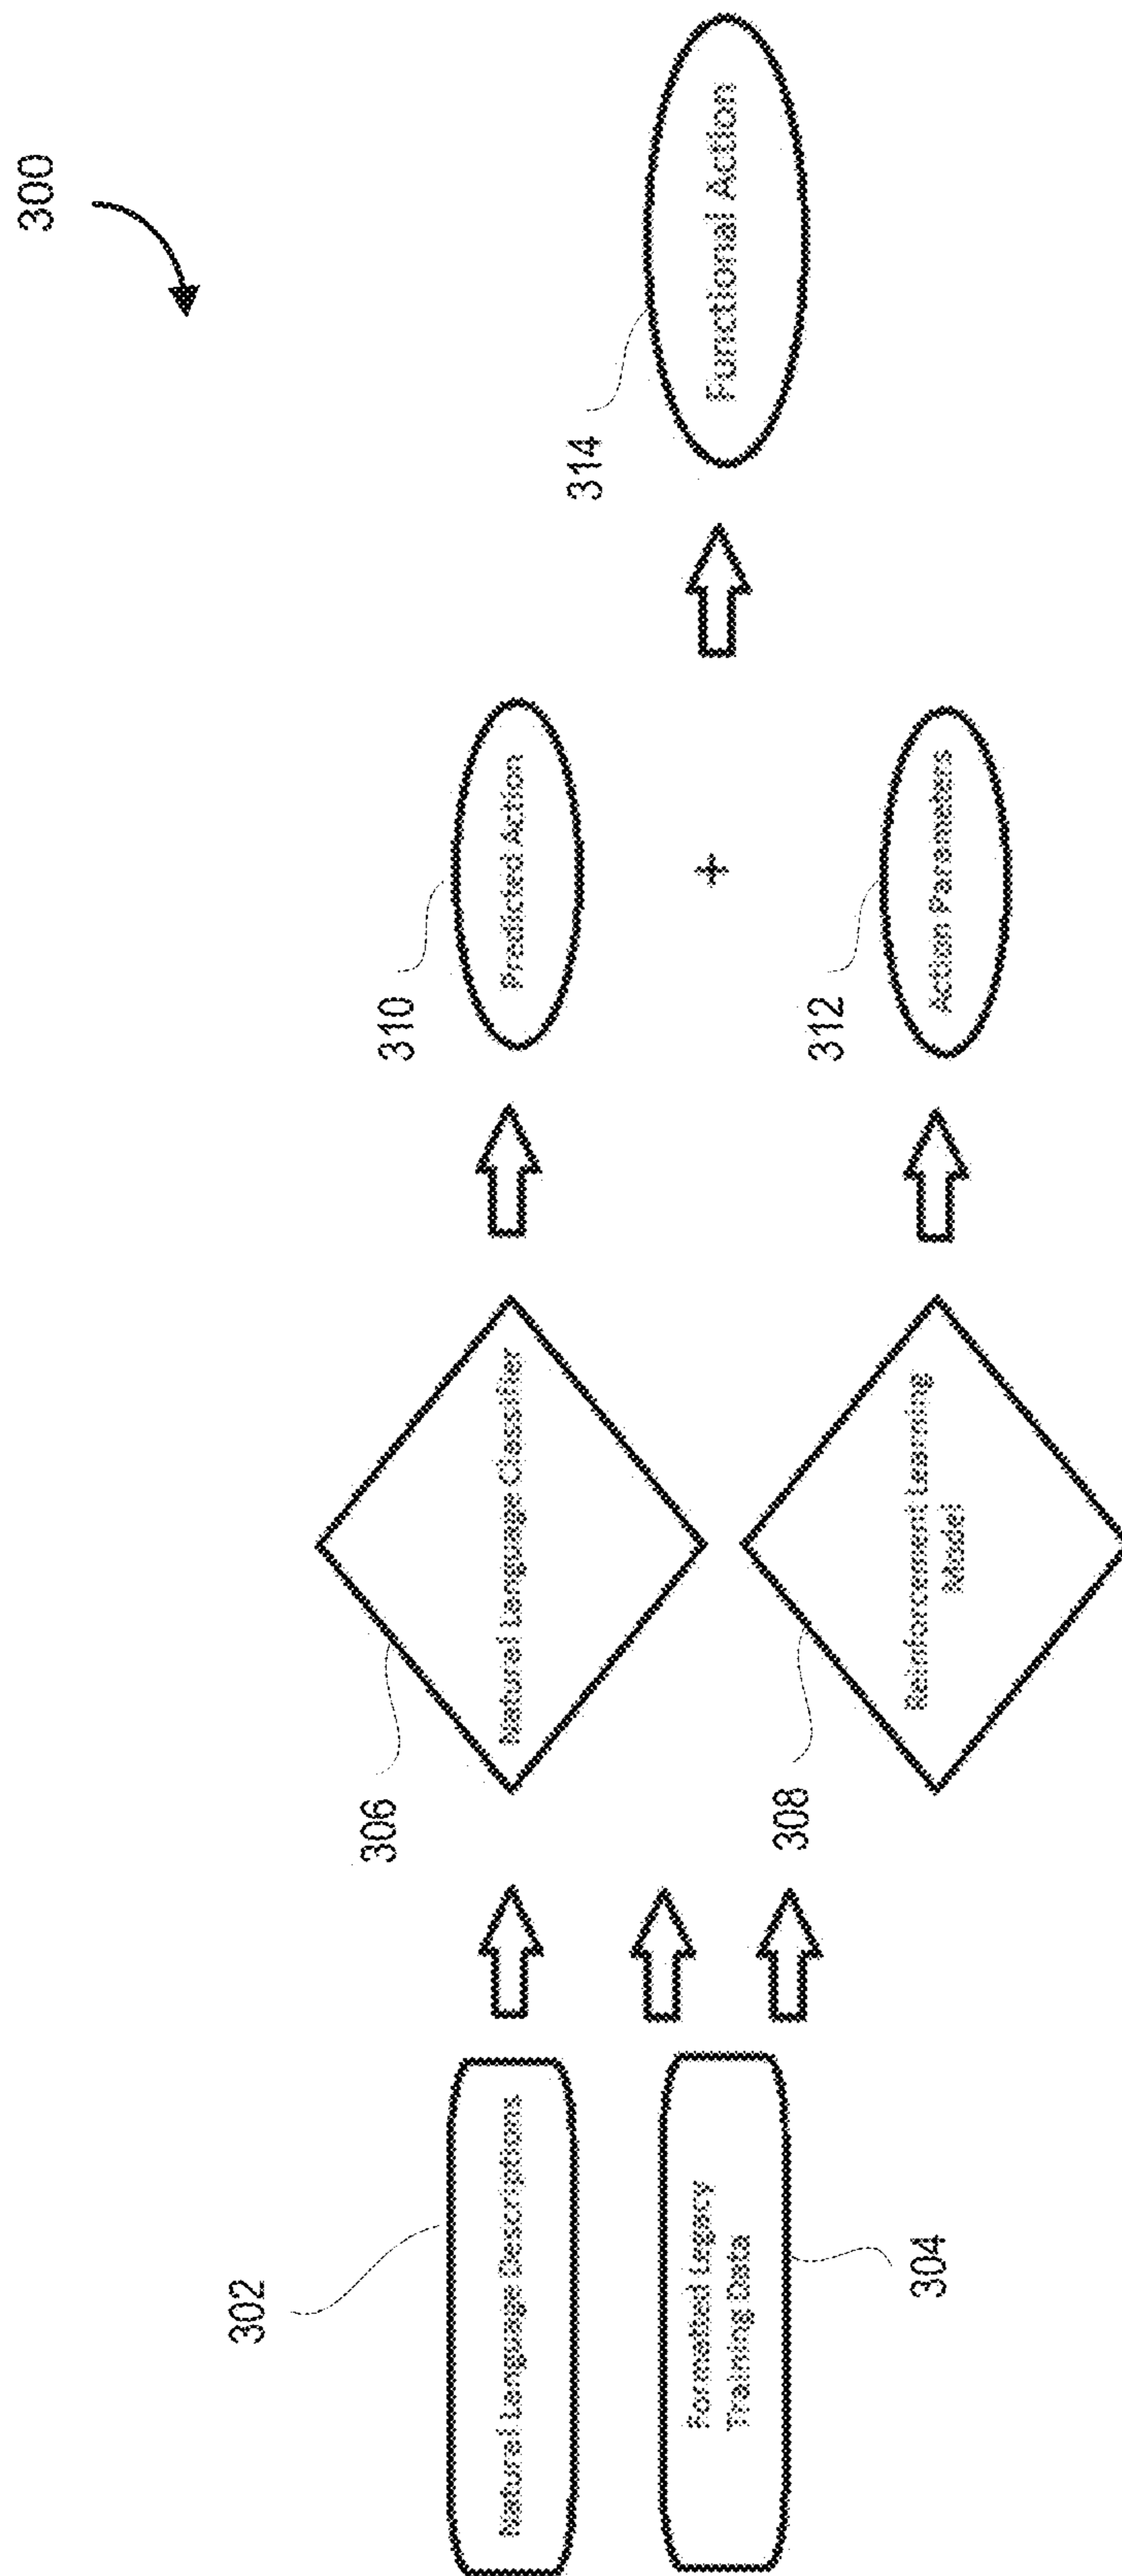 300
302
Natural Language Descriptions
304
Formatted Legacy
Training Data
306
Natural Language Classifier
308
Reinforcement Learning
Model
310
Predicted Action
+
312
Action Parameters
314
Functional Action